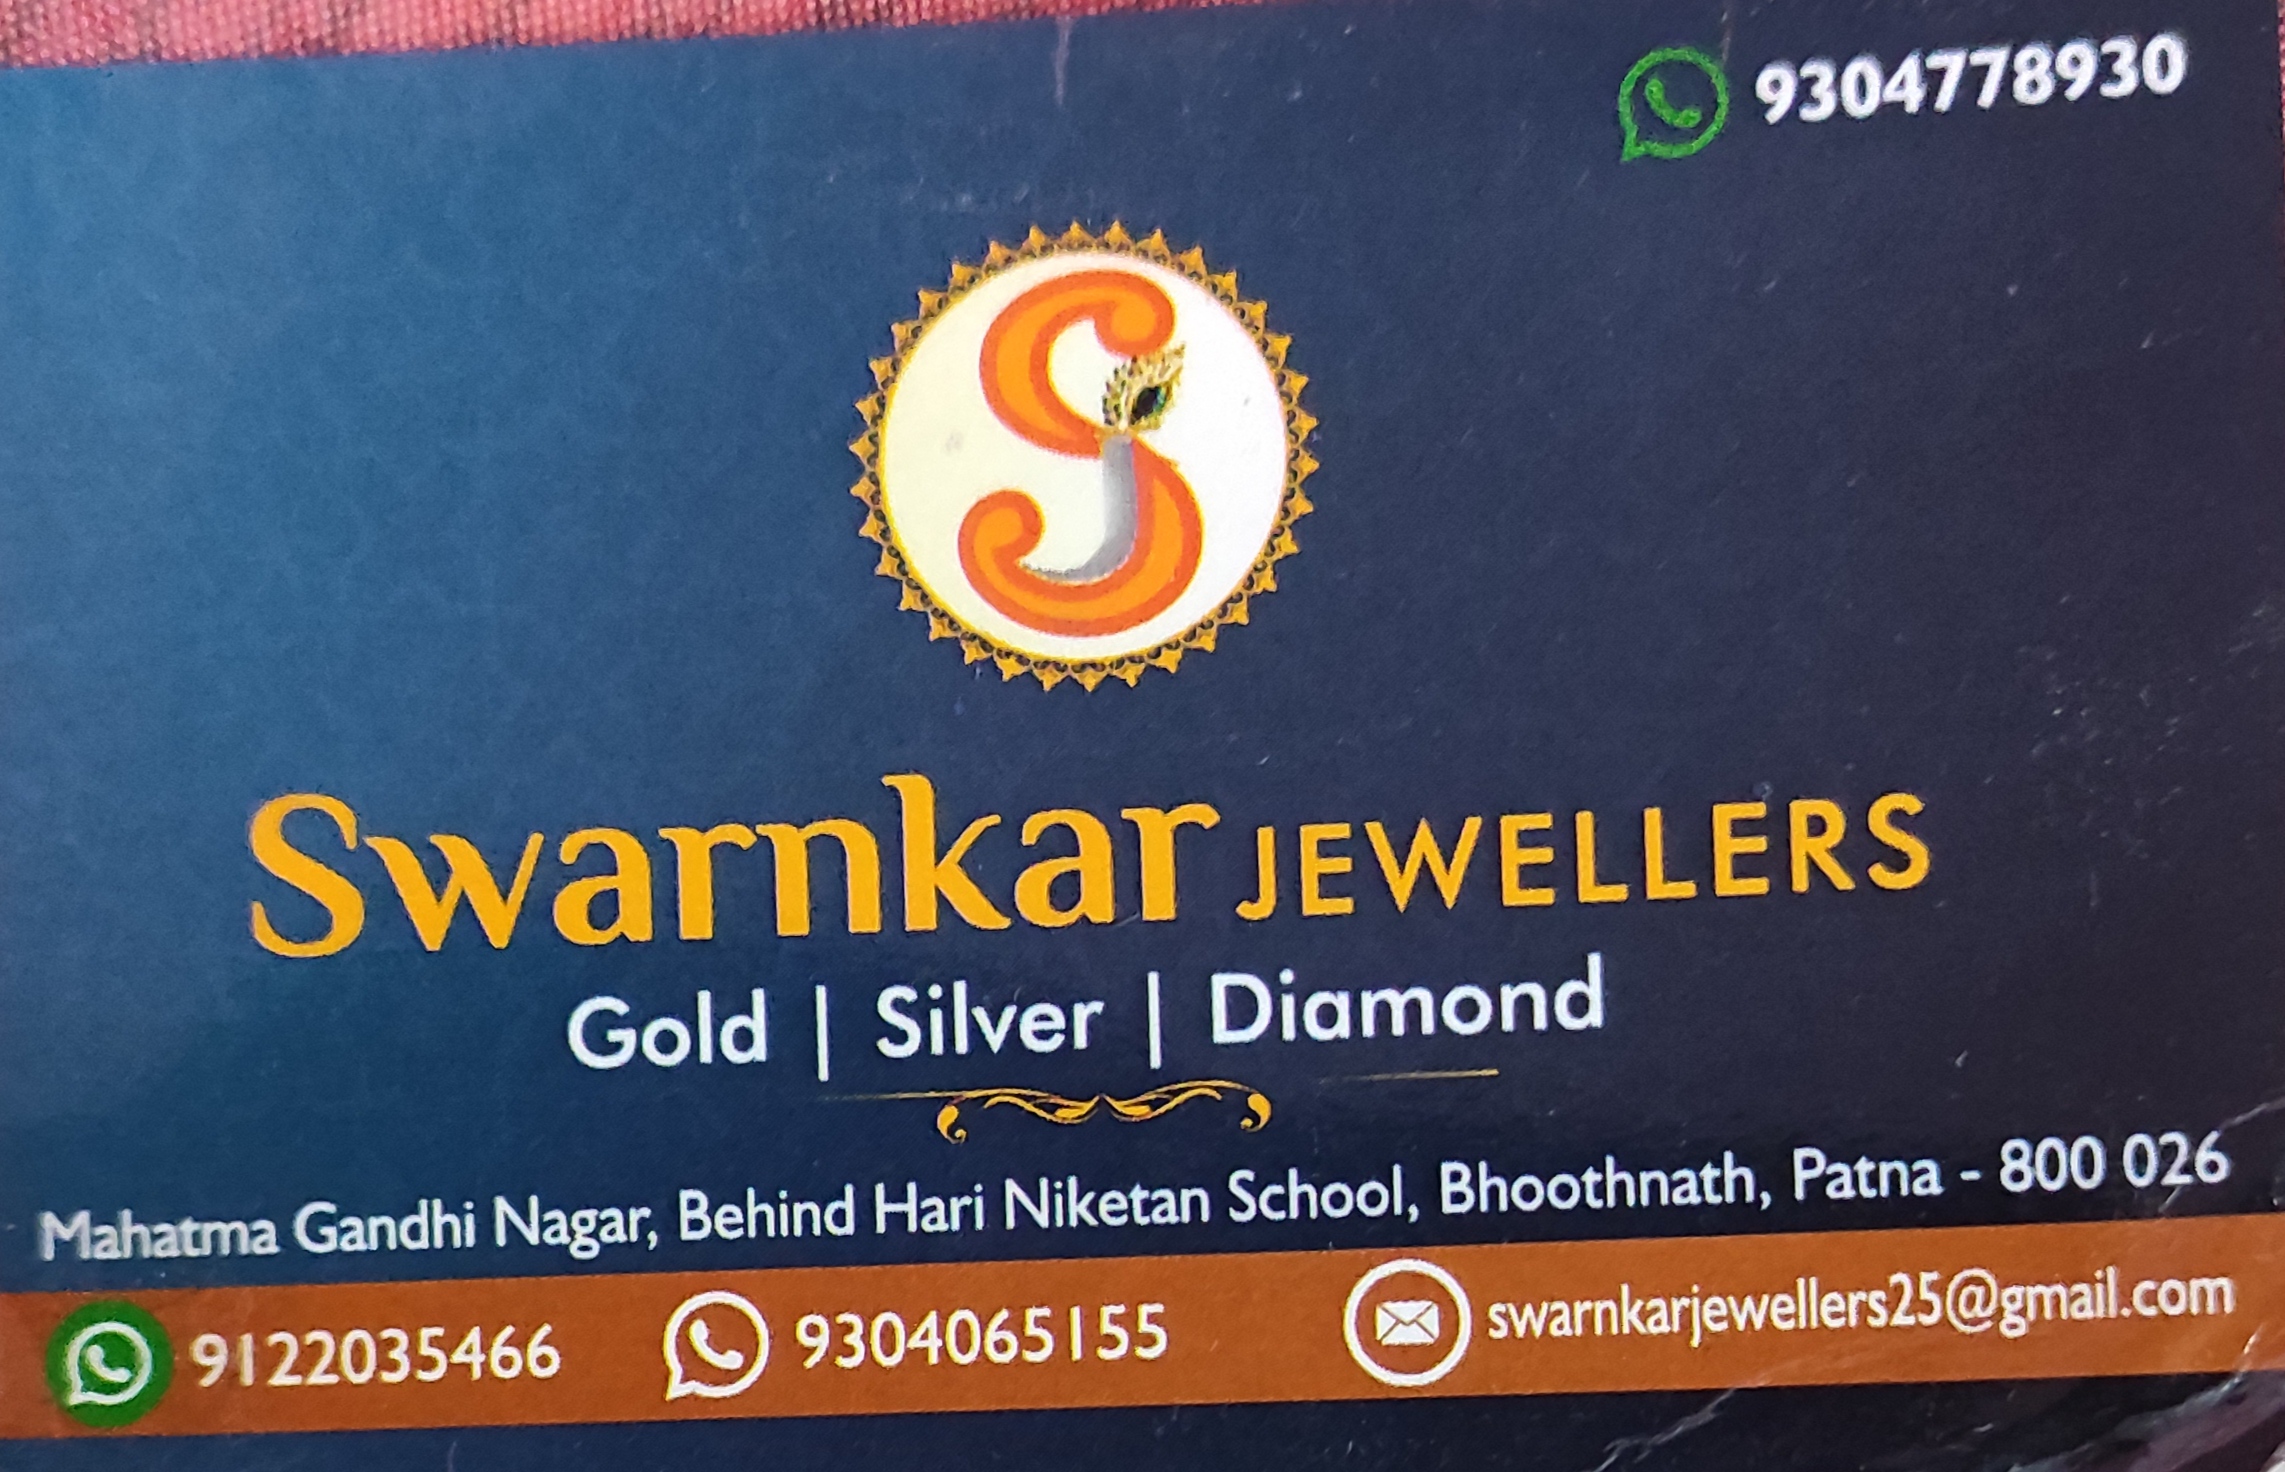 9304778930
SJ
Swarnkar JEWELLERS
Gold | Silver | Diamond
Mahatma Gandhi Nagar, Behind Hari Niketan School, Bhoothnath, Patna - 800 026
9122035466 9304065155 swarnkarjewellers25@gmail.com